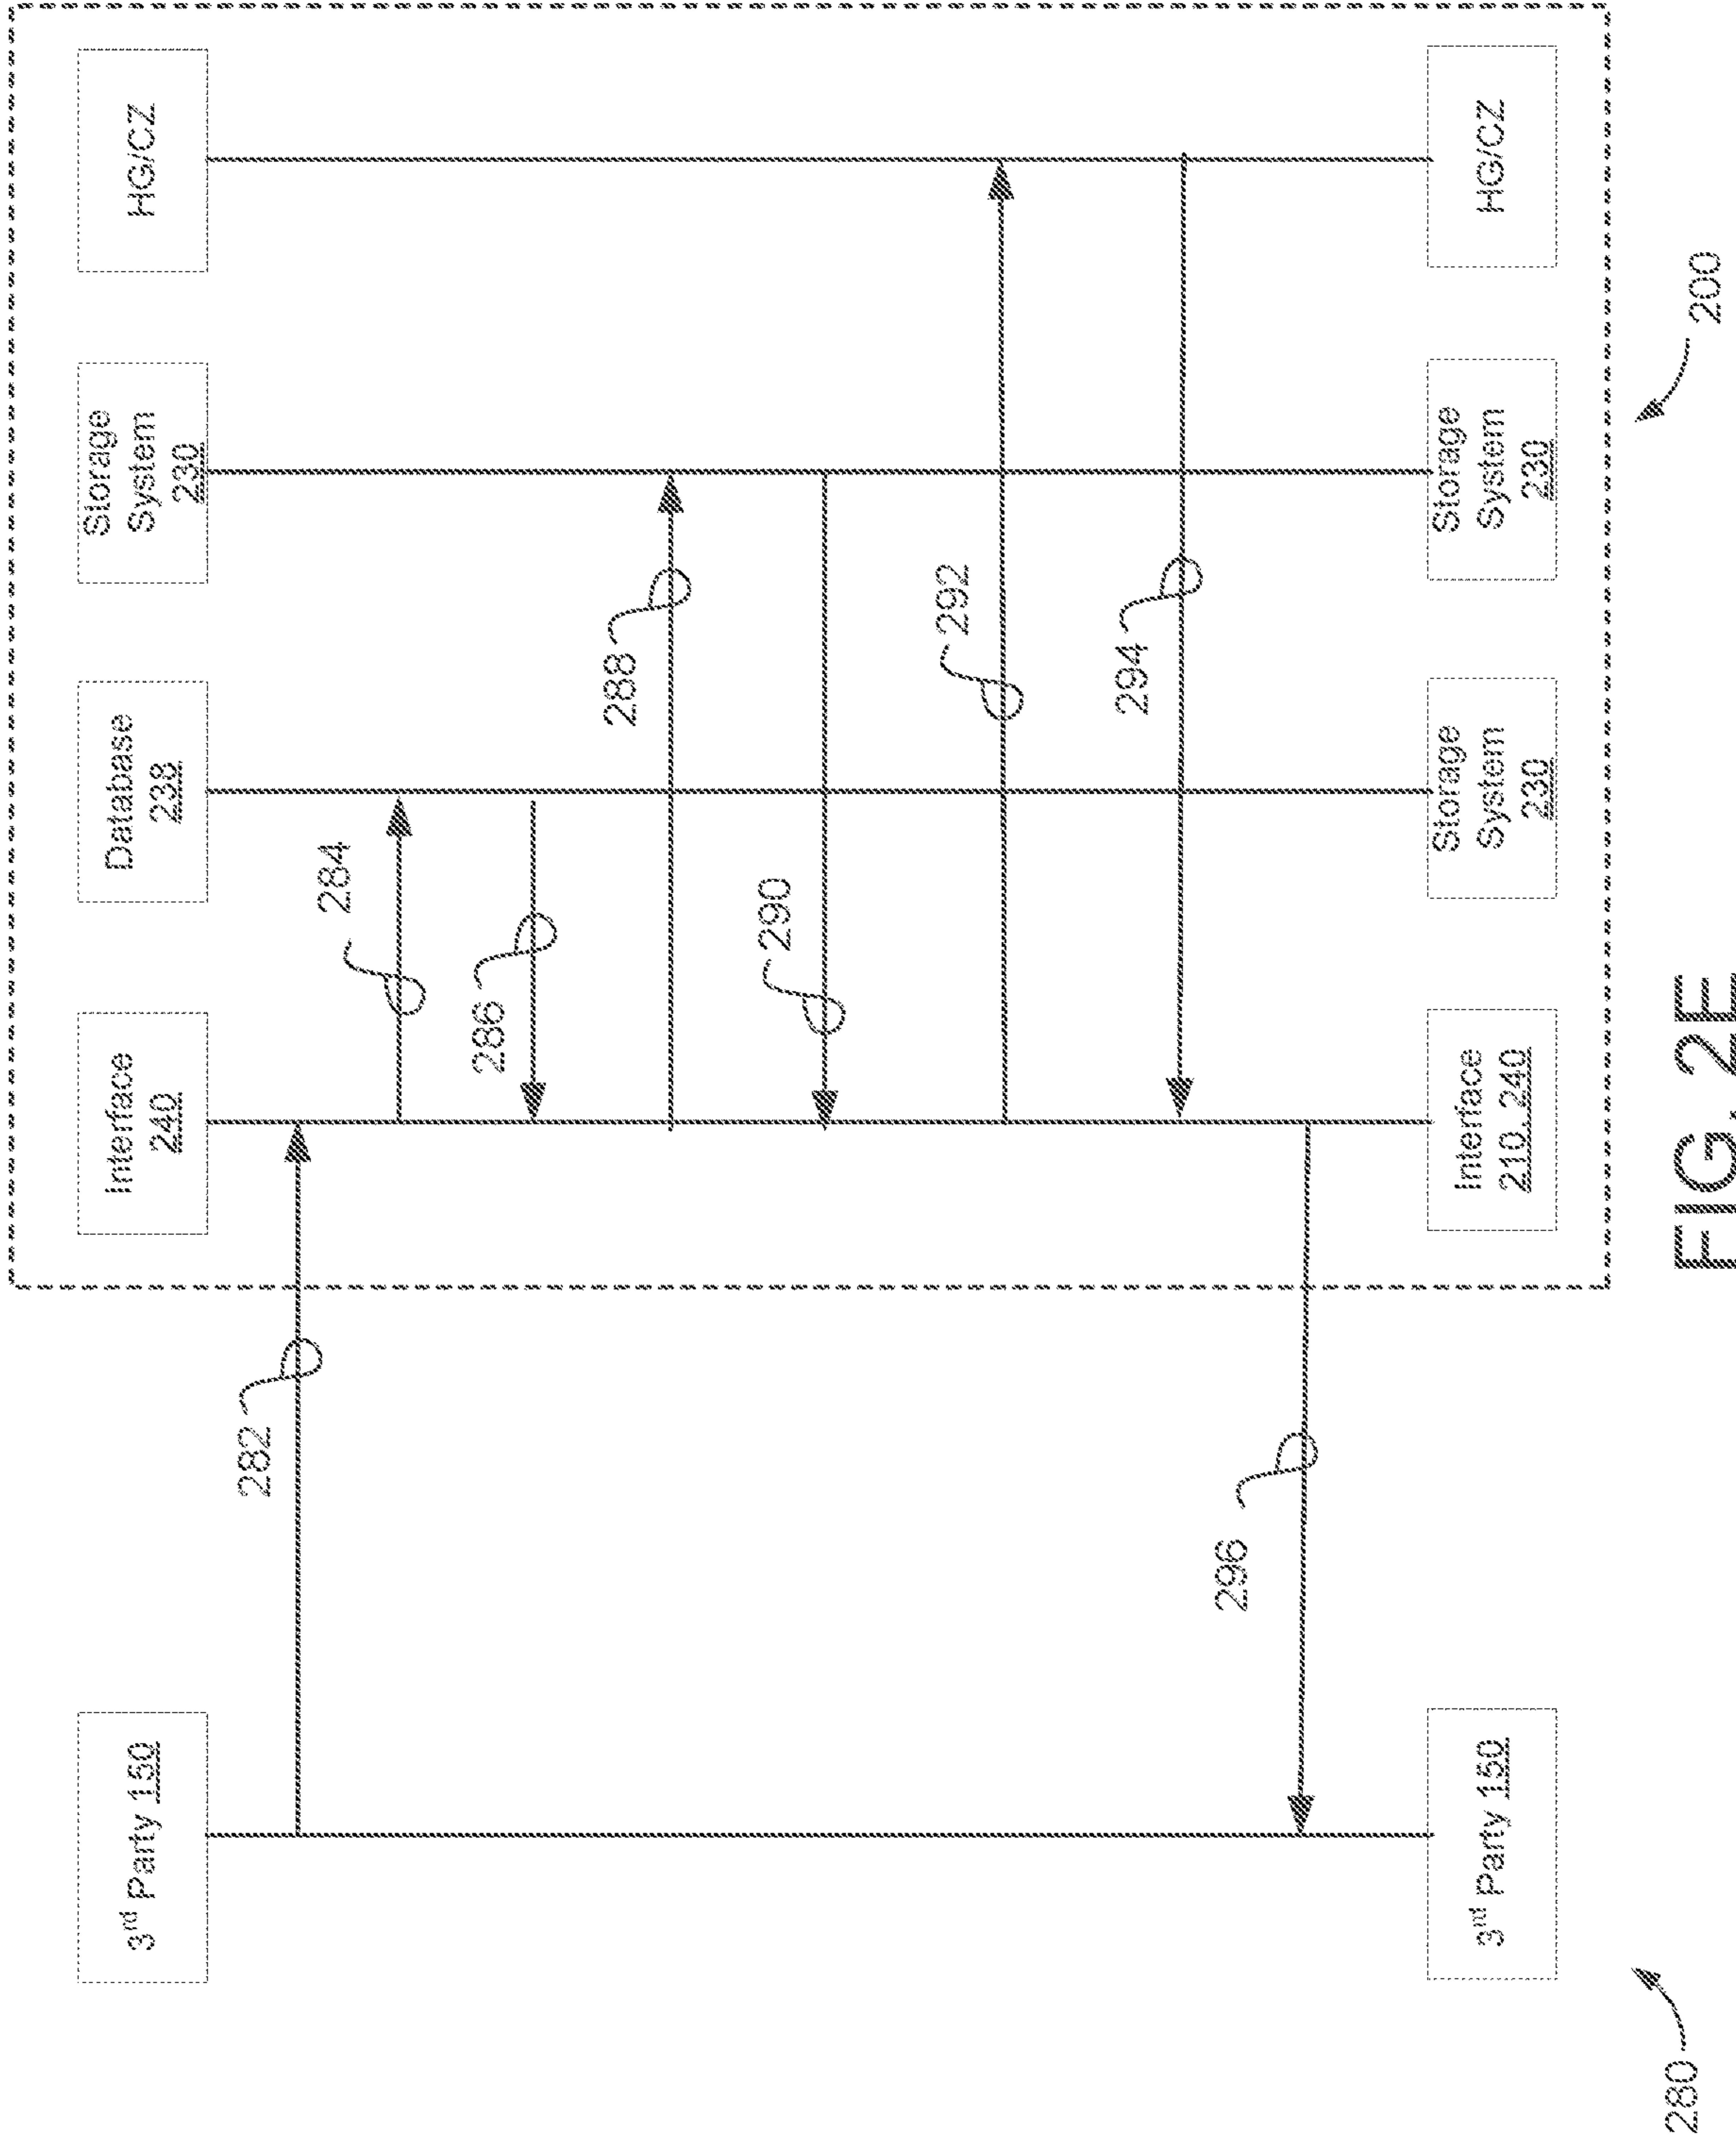 3rd Party 150
Interface
240
Database
238
Storage
System
230
HG/CZ
282
284
286
288
290
292
294
296
3rd Party 150
Interface
210, 240
Storage
System
230
Storage
System
230
HG/CZ
280
200
FIG. 2E